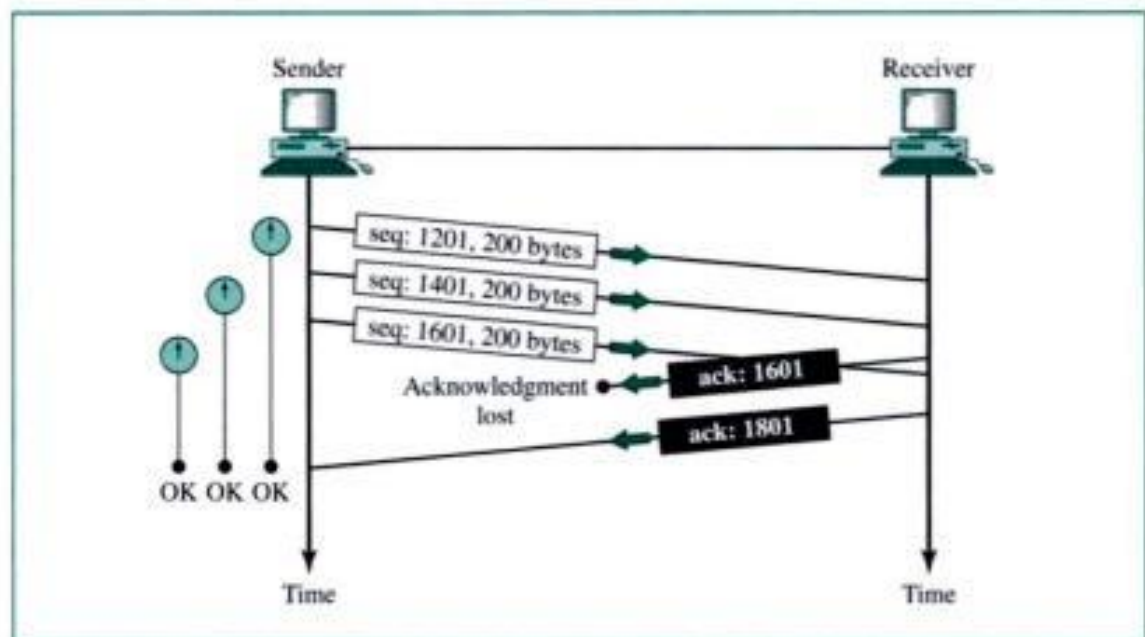 Sender
Receiver
seq: 1201, 200 bytes
seq: 1401, 200 bytes
seq: 1601, 200 bytes
ack: 1601
Acknowledgment
lost
ack: 1801
OK OK OK
Time
Time